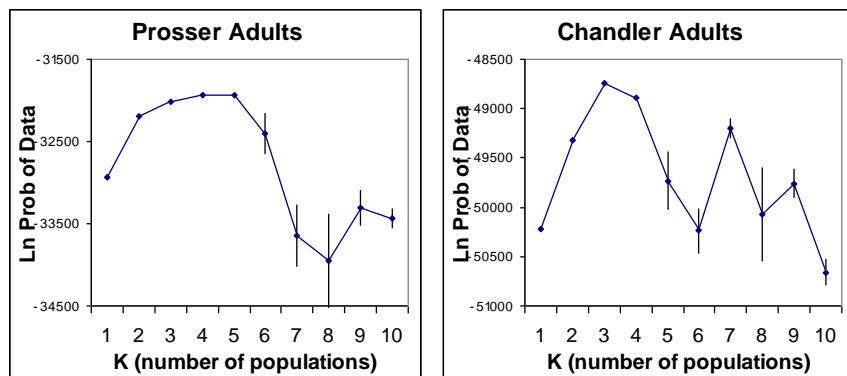 Prosser Adults
-31500
-32500
-33500
-34500
Ln Prob of Data
1 2 3 4 5 6 7 8 9 10
K (number of populations)
Chandler Adults
-48500
-49000
-49500
-50000
-50500
-51000
Ln Prob of Data
1 2 3 4 5 6 7 8 9 10
K (number of populations)